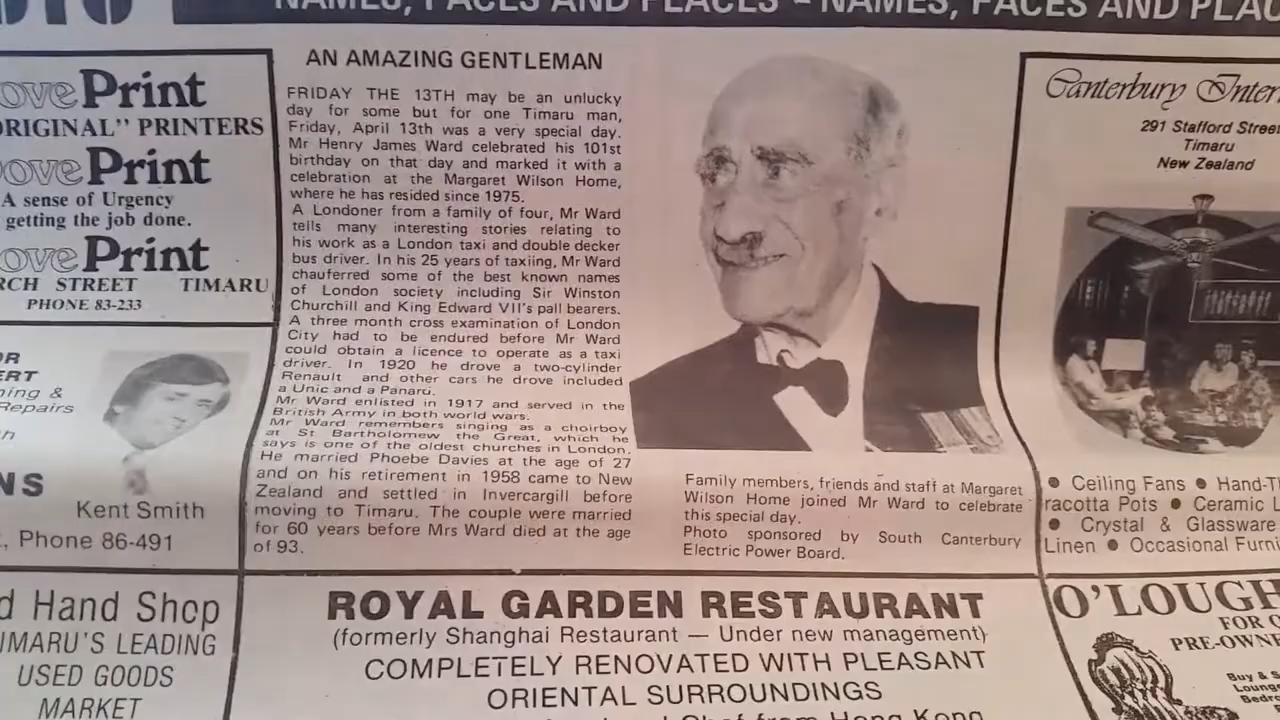 NAMES, FACES AND PLACES – NAMES, FACES AND
Print
ORIGINAL" PRINTERS
Print
A sense of Urgency
getting the job done.
Print
STREET TIMARU
PHONE 83-233
Repairs
Kent Smith
Phone 86-491
Hand Shop
TIMARU'S LEADING
USED GOODS
MARKET
AN AMAZING GENTLEMAN
FRIDAY THE 13TH may be an unlucky
day for some but for one Timaru man,
Friday, April 13th was a very special day.
Mr Henry James Ward celebrated his 101st
birthday on that day and marked it with a
celebration at the Margaret Wilson Home,
where he has resided since 1975.
A Londoner from a family of four, Mr Ward
tells many interesting stories relating to
his work as a London taxi and double decker
bus driver. In his 25 years of taxiing, Mr Ward
chauferred some of the best known names
of London society including Sir Winston
Churchill and King Edward VII's pall bearers.
A three month cross examination of London
City had to be endured before Mr Ward
could obtain a licence to operate as a taxi
driver. In 1920 he drove a two-cylinder
Renault and other cars he drove included
a Unic and a Panaru.
Mr Ward enlisted in 1917 and served in the
British Army in both world wars.
Mr Ward remembers singing as a choirboy
at St Bartholomew the Great, which he
says is one of the oldest churches in London.
He married Phoebe Davies at the age of 27
and on his retirement in 1958 came to New
Zealand and settled in Invercargill before
moving to Timaru. The couple were married
for 60 years before Mrs Ward died at the age
of 93.
Family members, friends and staff at Margaret
Wilson Home joined Mr Ward to celebrate
this special day.
Photo sponsored by South Canterbury
Electric Power Board.
Canterbury
291 Stafford Street
Timaru
New Zealand
● Ceiling Fans ● Hand-
● Ceramic
● Crystal & Glassware
Linen ● Occasional
ROYAL GARDEN RESTAURANT
(formerly Shanghai Restaurant — Under new management)
COMPLETELY RENOVATED WITH PLEASANT
ORIENTAL SURROUNDINGS
Chef from Hong Kong
O'LOUGH
FOR
PRE-OWN
Buy &